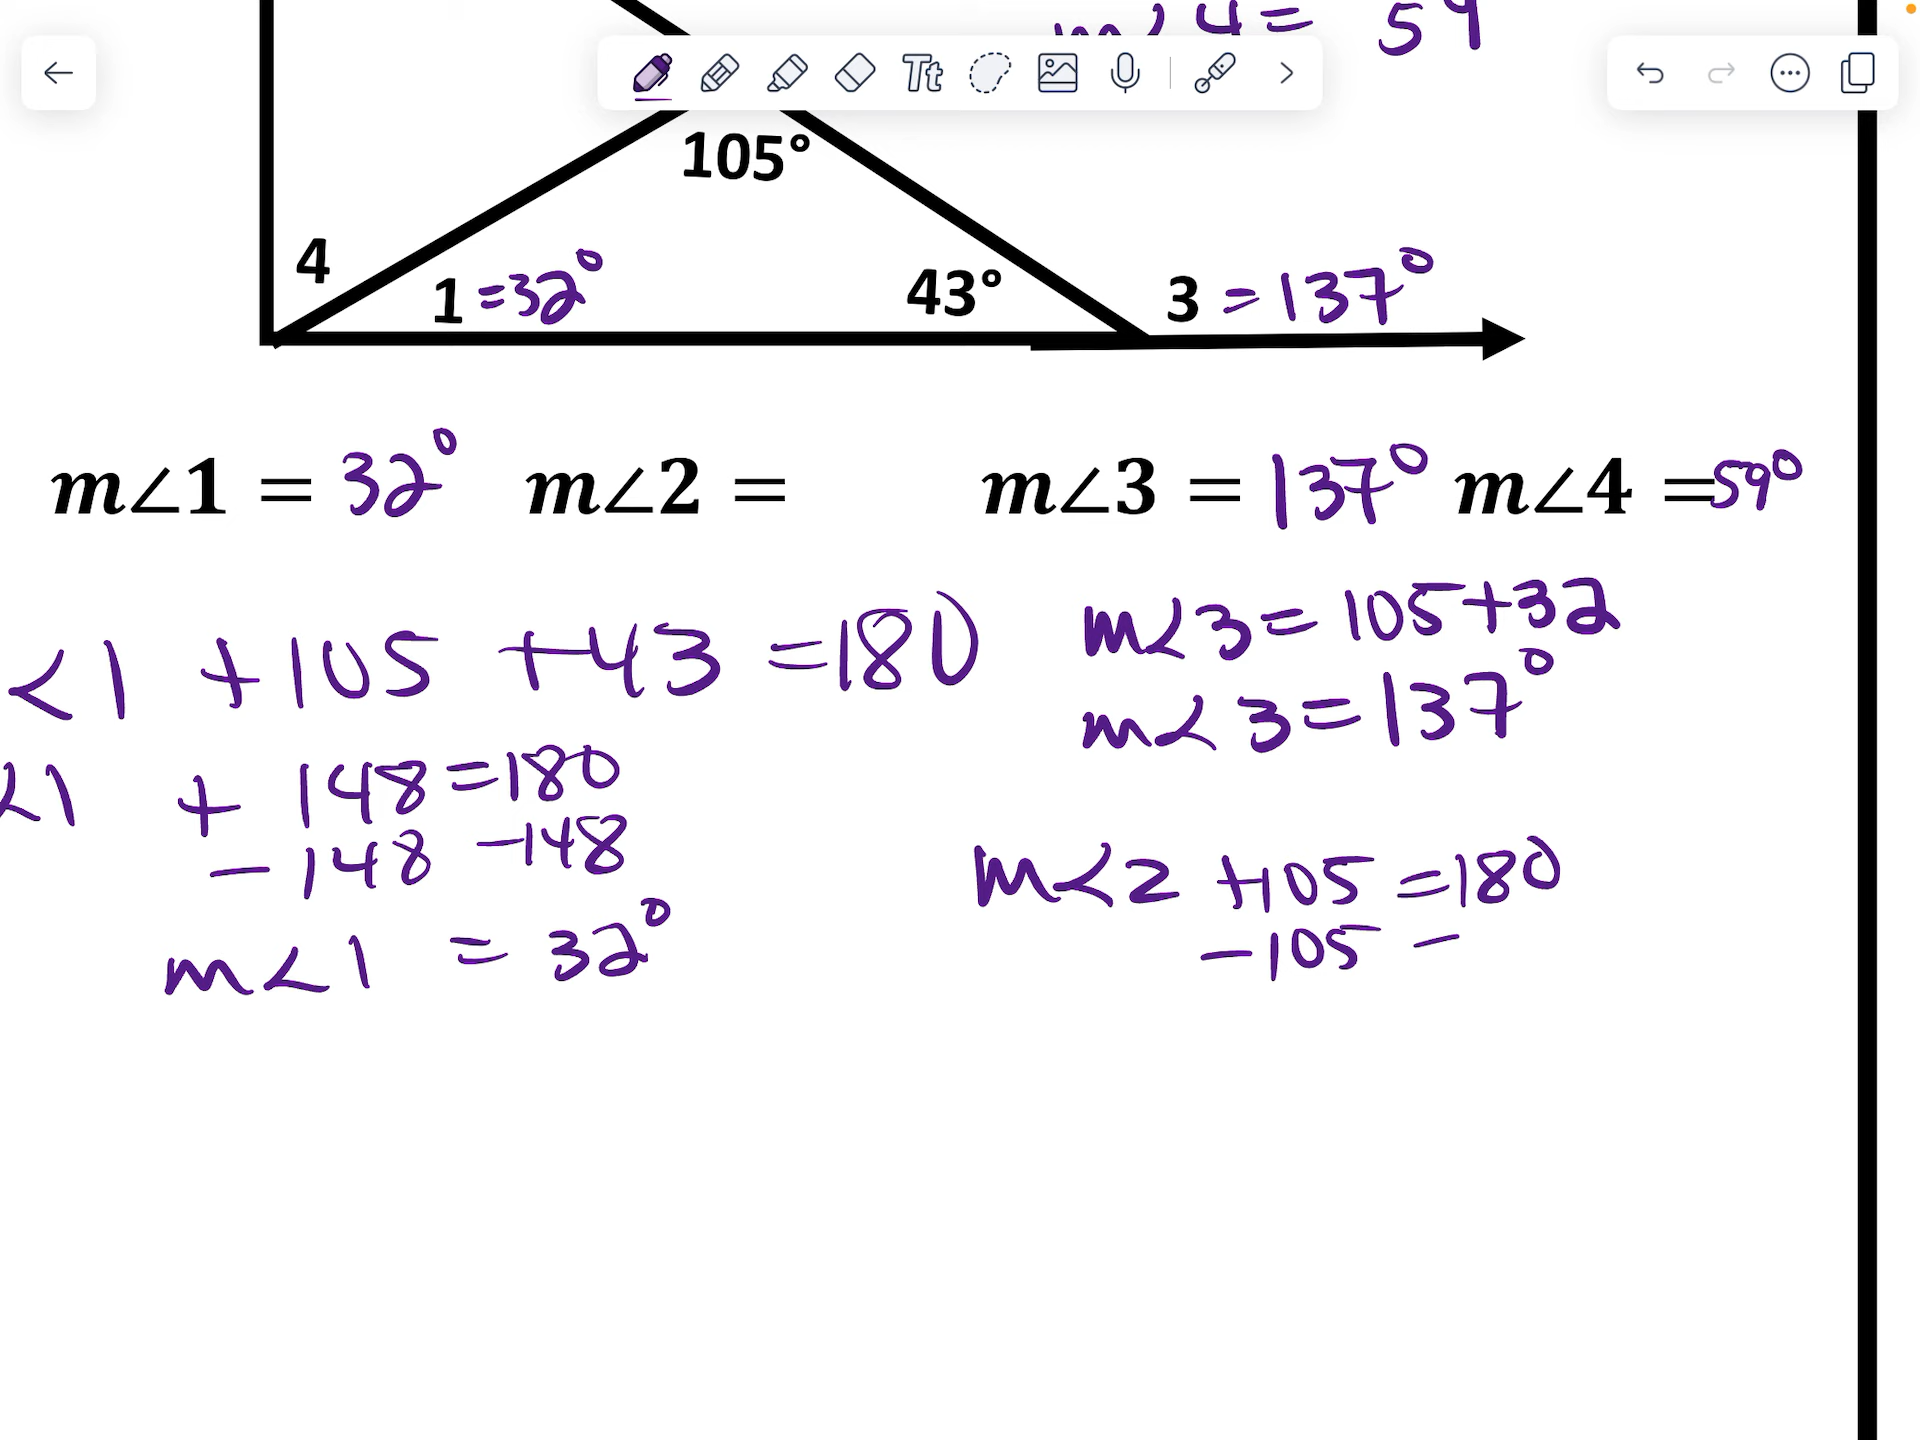 m<4 = 59
Tt
105°
4
1 = 32°
43°
3 = 137°
m∠1 = 32° m∠2 = m∠3 = 137° m∠4 = 59°
<1 + 105 + 43 = 180
<1 + 148 = 180
- 148 - 148
m<1 = 32°
m<3 = 105 + 32
m<3 = 137°
m<2 + 105 = 180
- 105 -